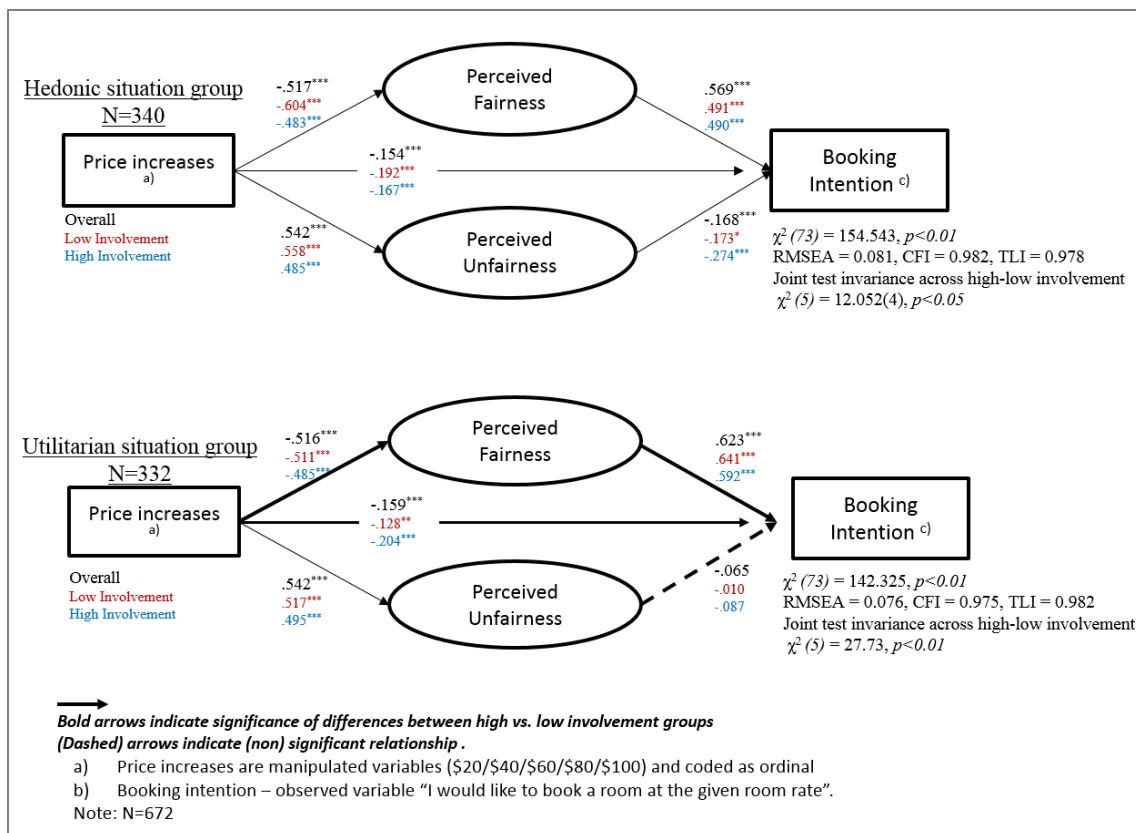 Hedonic situation group
N=340
Price increases
a)
Overall
Low Involvement
High Involvement
-.517***
-.604***
-.483***
Perceived
Fairness
.569***
.491***
.490***
-.154***
-.192***
-.167***
.542***
.558***
.485***
Perceived
Unfairness
-.168***
-.173*
-.274***
Booking
Intention c)
χ² (73) = 154.543, p<0.01
RMSEA = 0.081, CFI = 0.982, TLI = 0.978
Joint test invariance across high-low involvement
χ² (5) = 12.052(4), p<0.05
Utilitarian situation group
N=332
Price increases
a)
Overall
Low Involvement
High Involvement
-.516***
-.511***
-.485***
Perceived
Fairness
.623***
.641***
.592***
-.159***
-.128**
-.204***
.542***
.517***
.495***
Perceived
Unfairness
-.065
-.010
-.087
Booking
Intention c)
χ² (73) = 142.325, p<0.01
RMSEA = 0.076, CFI = 0.975, TLI = 0.982
Joint test invariance across high-low involvement
χ² (5) = 27.73, p<0.01
Bold arrows indicate significance of differences between high vs. low involvement groups
(Dashed) arrows indicate (non) significant relationship .
a) Price increases are manipulated variables ($20/$40/$60/$80/$100) and coded as ordinal
b) Booking intention – observed variable “I would like to book a room at the given room rate”.
Note: N=672